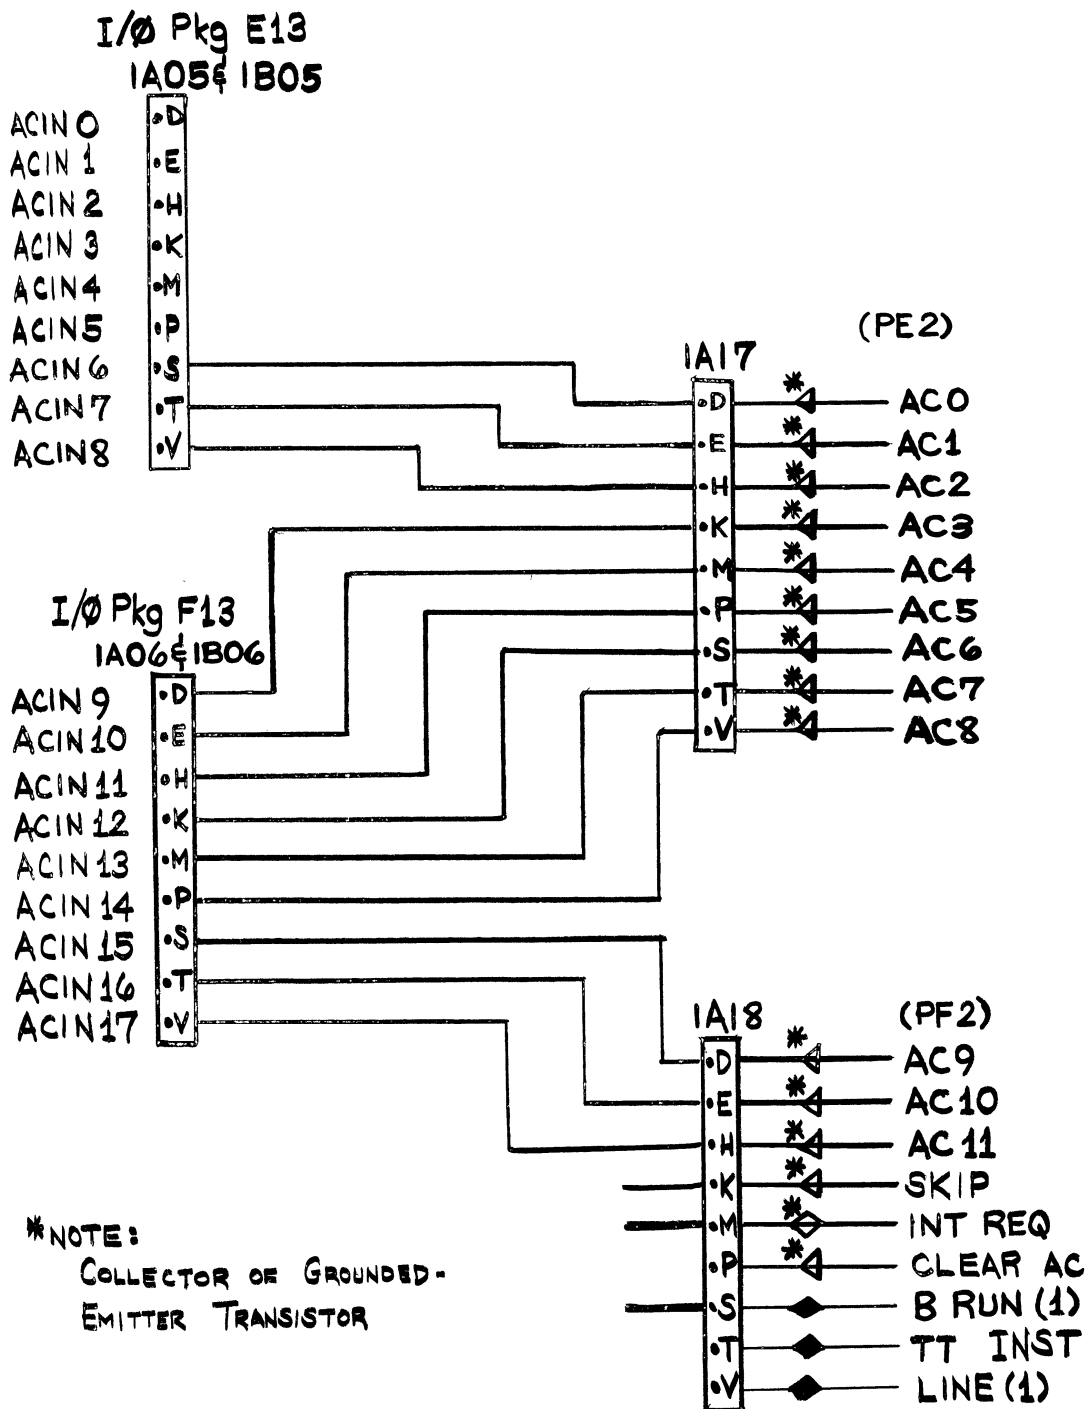 I/Ø Pkg E13
1A05 & 1B05
ACIN 0 •D
ACIN 1 •E
ACIN 2 •H
ACIN 3 •K
ACIN 4 •M
ACIN 5 •P
ACIN 6 •S
ACIN 7 •T
ACIN 8 •V
(PE2)
1A17
•D * AC0
•E * AC1
•H * AC2
•K * AC3
•M * AC4
•P * AC5
•S * AC6
•T * AC7
•V * AC8
I/Ø Pkg F13
1A06 & 1B06
ACIN 9 •D
ACIN 10 •E
ACIN 11 •H
ACIN 12 •K
ACIN 13 •M
ACIN 14 •P
ACIN 15 •S
ACIN 16 •T
ACIN 17 •V
1A18 (PF2)
•D * AC9
•E * AC10
•H * AC11
•K * SKIP
•M * INT REQ
•P * CLEAR AC
•S B RUN (1)
•T TT INST
•V LINE (1)
*NOTE:
COLLECTOR OF GROUNDED-
EMITTER TRANSISTOR